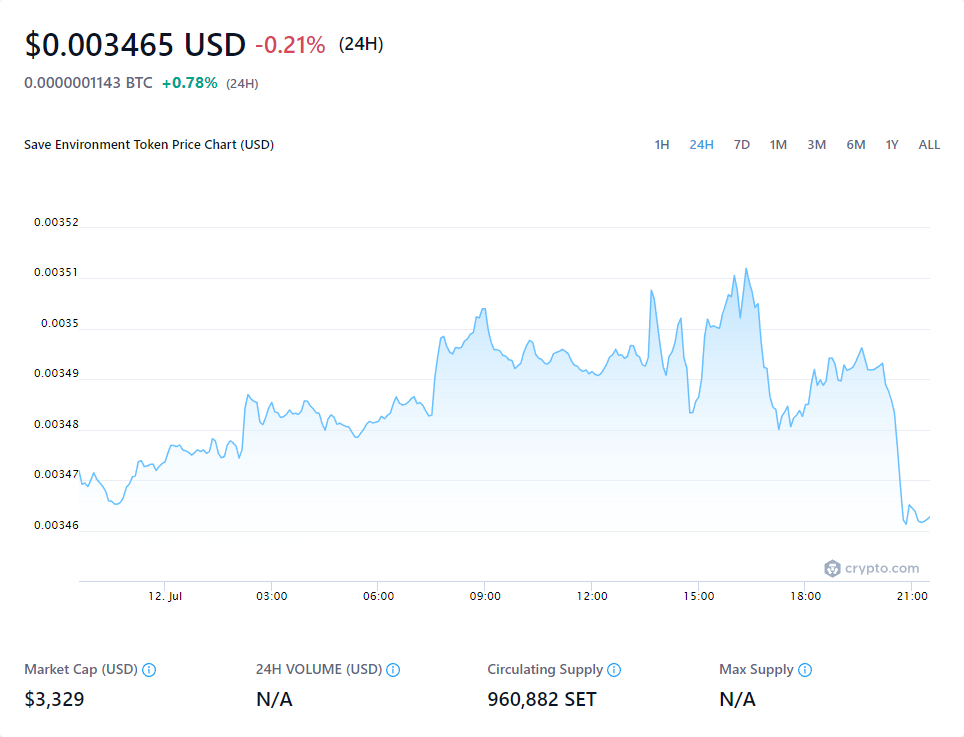 $0.003465 USD -0.21% (24H)
0.0000001143 BTC +0.78% (24H)
Save Environment Token Price Chart (USD) 1H 24H 7D 1M 3M 6M 1Y ALL
0.00352
0.00351
0.0035
0.00349
0.00348
0.00347
0.00346
crypto.com
12. Jul 03:00 06:00 09:00 12:00 15:00 18:00 21:00
Market Cap (USD) 24H VOLUME (USD) Circulating Supply Max Supply
$3,329 N/A 960,882 SET N/A